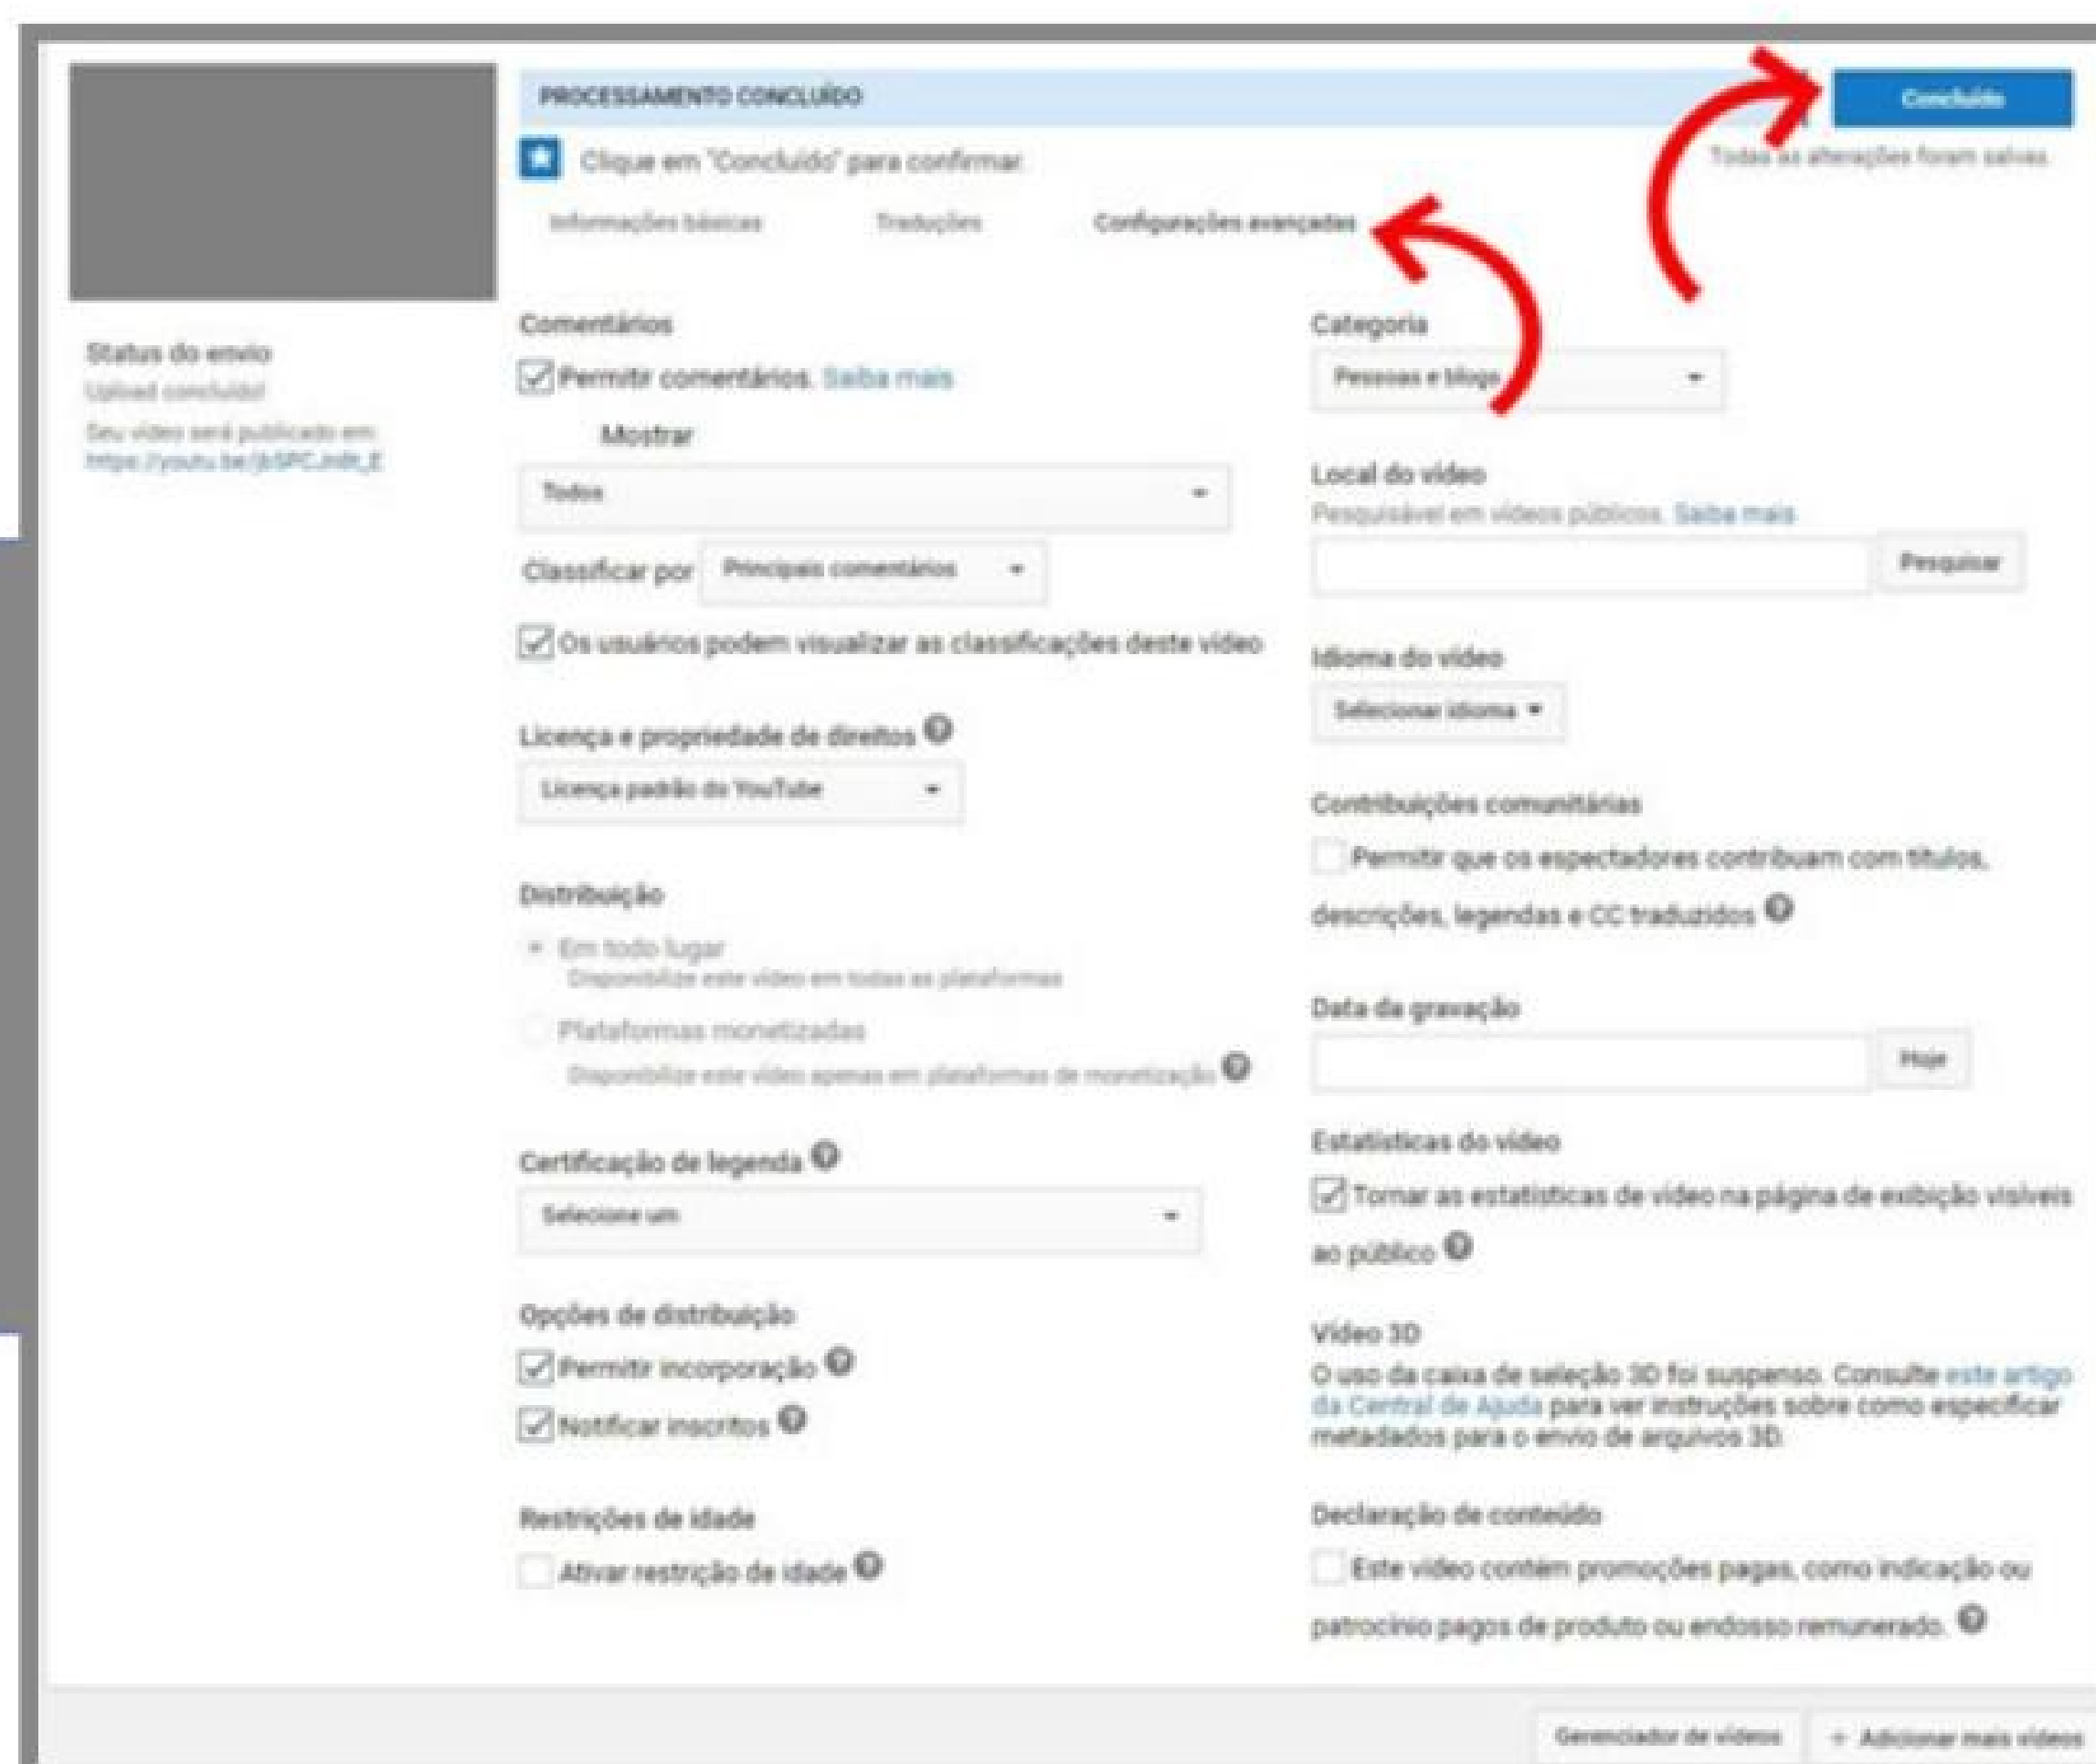 PROCESSAMENTO CONCLUÍDO
Concluído
Clique em "Concluído" para confirmar.
Todas as alterações foram salvas.
Informações básicas
Traduções
Configurações avançadas
Status do envio
Upload concluído!
Seu vídeo será publicado em:
Comentários
Permitir comentários. Saiba mais
Mostrar
Todos
Classificar por Principais comentários
Os usuários podem visualizar as classificações deste vídeo
Licença e propriedade de direitos
Licença padrão do YouTube
Distribuição
Em todo lugar
Disponibilize este vídeo em todas as plataformas
Plataformas monetizadas
Disponibilize este vídeo apenas em plataformas de monetização
Certificação de legenda
Selecione um
Opções de distribuição
Permitir incorporação
Notificar inscritos
Restrições de idade
Ativar restrição de idade
Categoria
Pessoas e blogs
Local do vídeo
Pesquisável em vídeos públicos. Saiba mais
Pesquisar
Idioma do vídeo
Selecionar idioma
Contribuições comunitárias
Permitir que os espectadores contribuam com títulos,
descrições, legendas e CC traduzidos
Data da gravação
Hoje
Estatísticas do vídeo
Tornar as estatísticas de vídeo na página de exibição visíveis
ao público
Vídeo 3D
O uso da caixa de seleção 3D foi suspenso. Consulte este artigo
da Central de Ajuda para ver instruções sobre como especificar
metadados para o envio de arquivos 3D.
Declaração de conteúdo
Este vídeo contém promoções pagas, como indicação ou
patrocínio pagos de produto ou endosso remunerado.
Gerenciador de vídeos
+ Adicionar mais vídeos